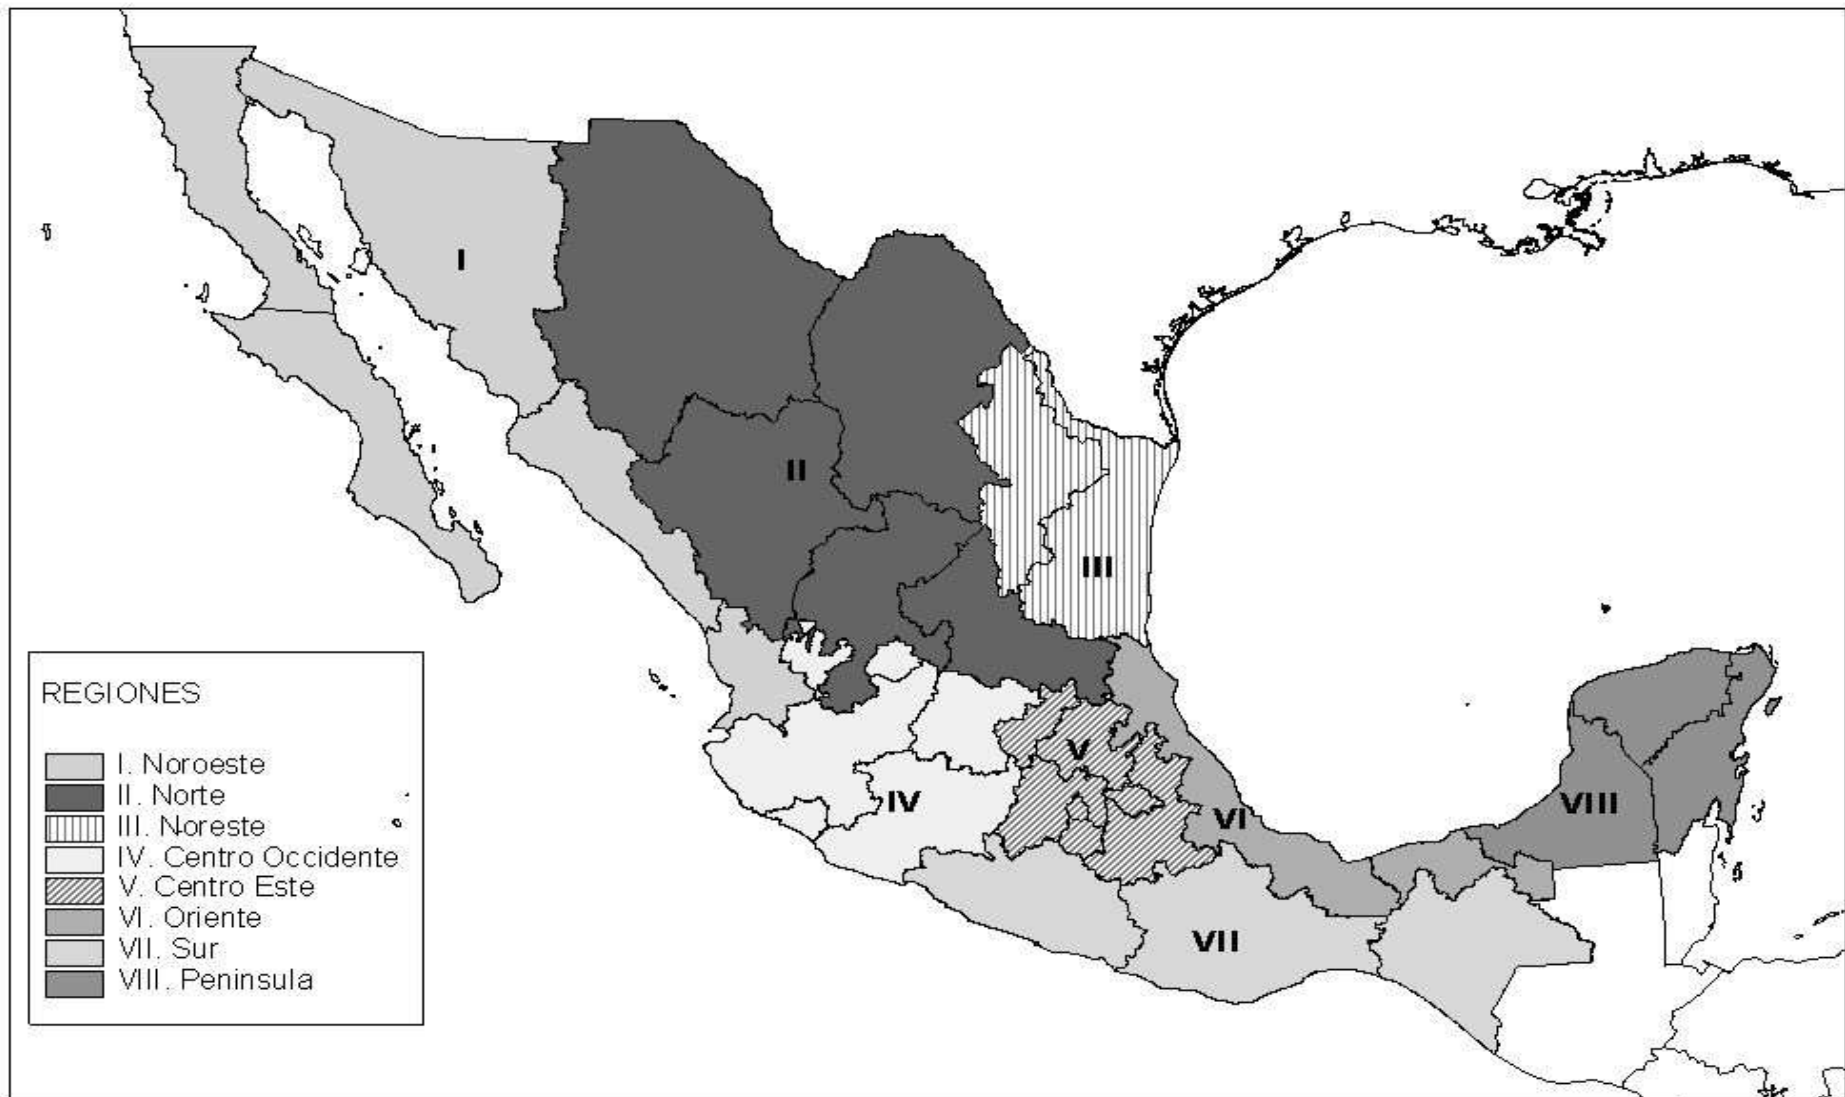 I
II
III
IV
V
VI
VII
VIII
REGIONES
I. Noroeste
II. Norte
III. Noreste
IV. Centro Occidente
V. Centro Este
VI. Oriente
VII. Sur
VIII. Peninsula